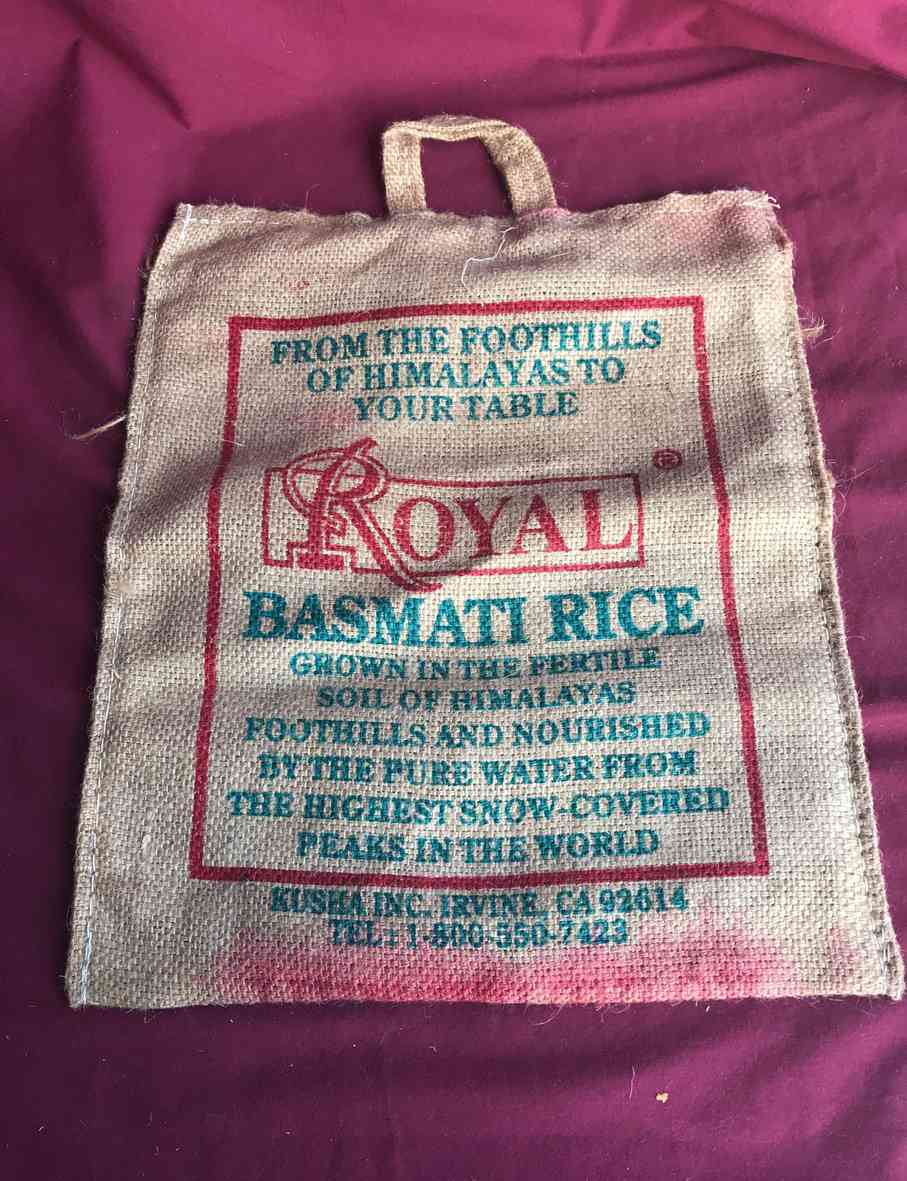 FROM THE FOOTHILLS
OF HIMALAYAS TO
YOUR TABLE
ROYAL ®
BASMATI RICE
GROWN IN THE FERTILE
SOIL OF HIMALAYAS
FOOTHILLS AND NOURISHED
BY THE PURE WATER FROM
THE HIGHEST SNOW-COVERED
PEAKS IN THE WORLD
KUSHA INC. IRVINE, CA 92614
TEL: 1-800-550-7423